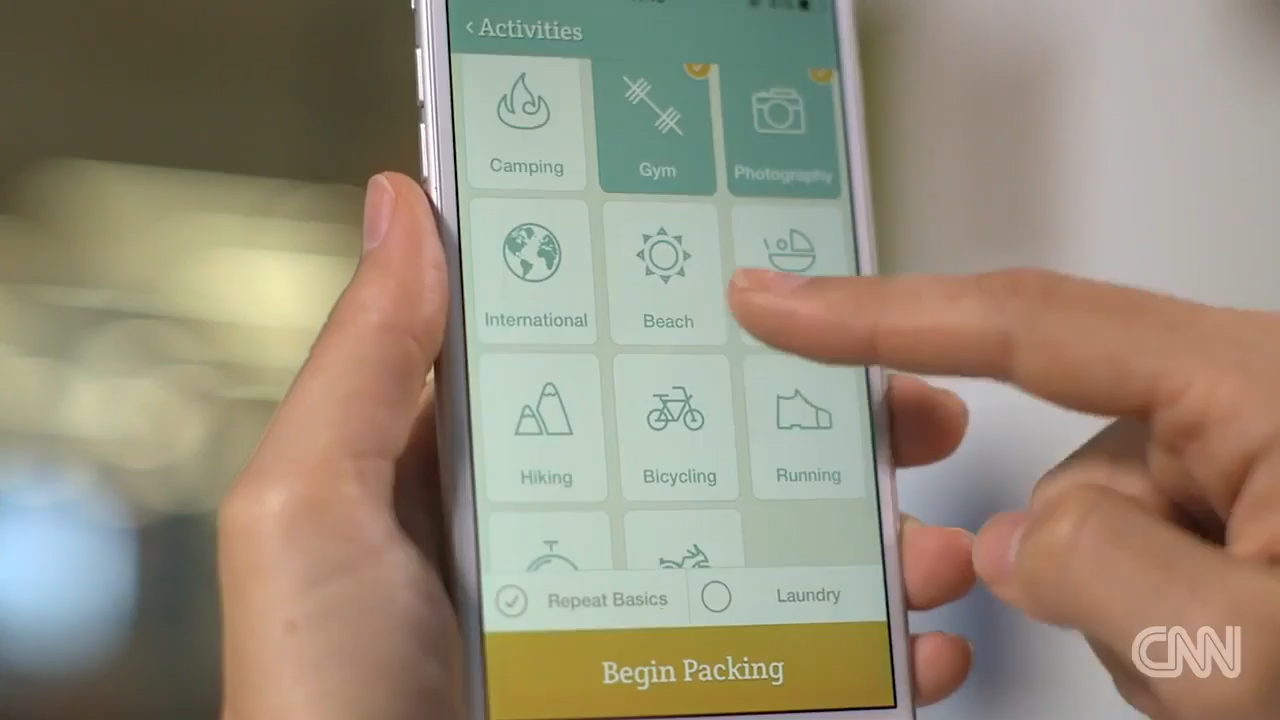 < Activities
Camping
Gym
Photography
International
Beach
Hiking
Bicycling
Running
Repeat Basics
Laundry
Begin Packing
CNN